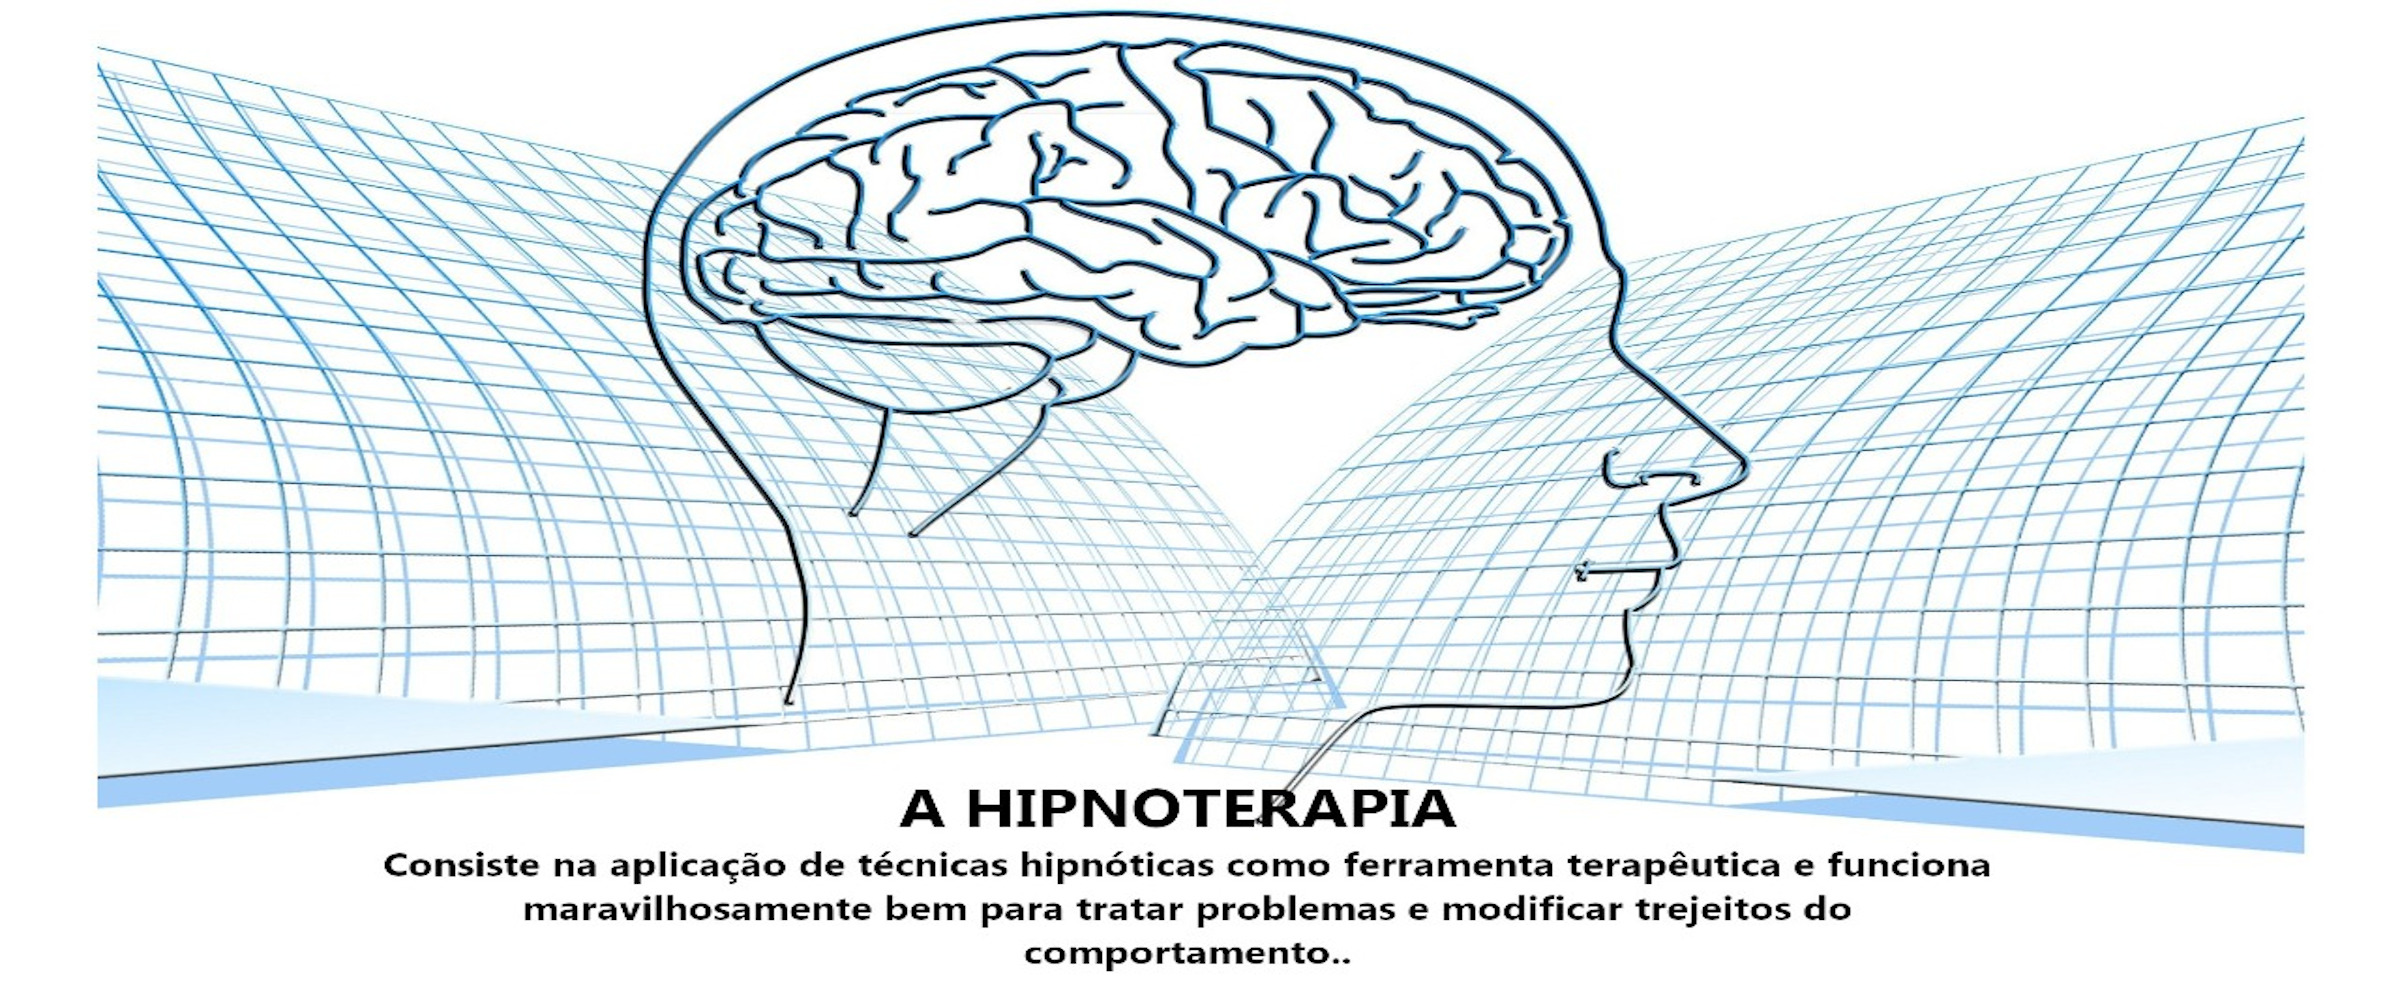 A HIPNOTERAPIA
Consiste na aplicação de técnicas hipnóticas como ferramenta terapêutica e funciona
maravilhosamente bem para tratar problemas e modificar trejeitos do
comportamento..